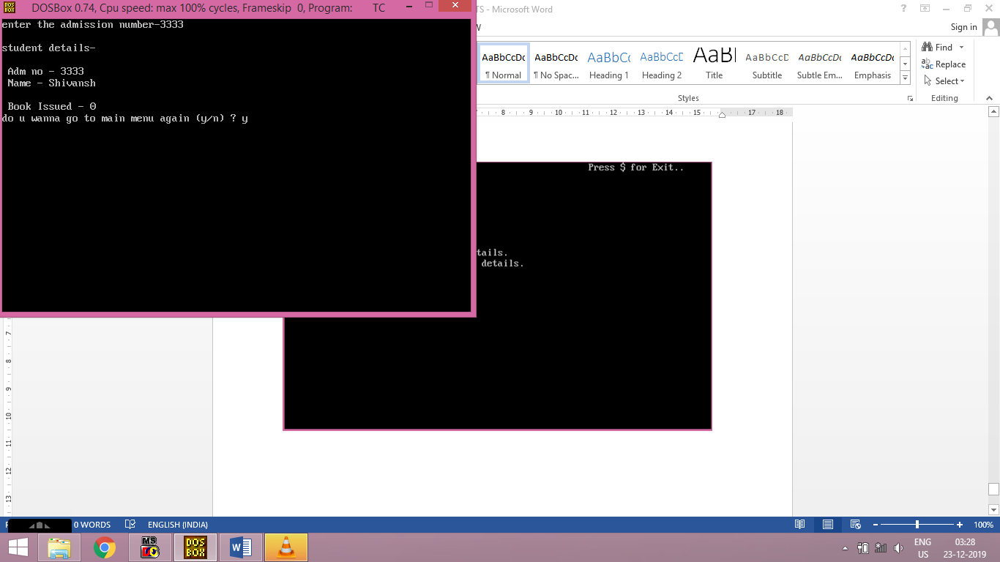 DOSBox 0.74, Cpu speed: max 100% cycles, Frameskip 0, Program: TC
enter the admission number-3333
student details-
Adm no - 3333
Name - Shivansh
Book Issued - 0
do u wanna go to main menu again (y/n) ? y
TS - Microsoft Word
Sign in
AaBbCcDc AaBbCcDc AaBbCc AaBbCcD AaBl AaBbCcD AaBbCcDc AaBbCcDc
¶ Normal ¶ No Spac... Heading 1 Heading 2 Title Subtitle Subtle Em... Emphasis
Styles
Find
Replace
Select
Editing
8 9 10 11 12 13 14 15 17 18
Press $ for Exit..
tails.
details.
7
8
9
10
11
12
13
0 WORDS ENGLISH (INDIA)
100%
MS
DOS
BOX
W
ENG
US
03:28
23-12-2019